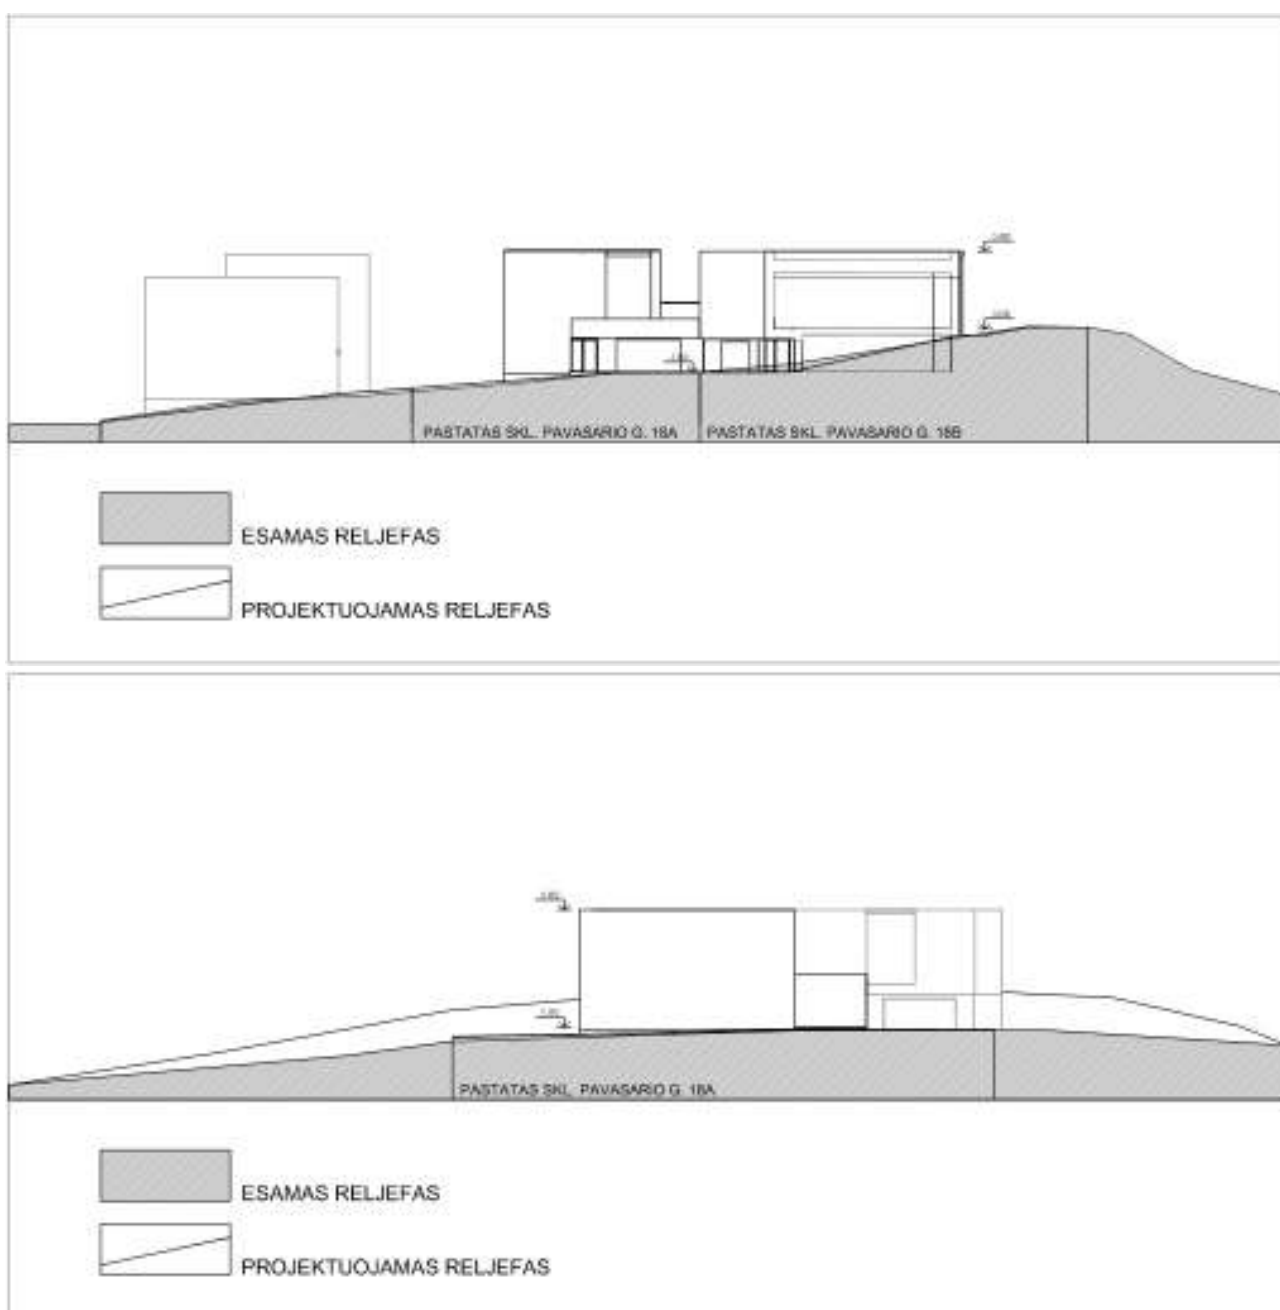 PASTATAS SKL. PAVASARIO G. 18A
PASTATAS SKL. PAVASARIO G. 18B
ESAMAS RELJEFAS
PROJEKTUOJAMAS RELJEFAS
PASTATAS SKL. PAVASARIO G. 18A
ESAMAS RELJEFAS
PROJEKTUOJAMAS RELJEFAS